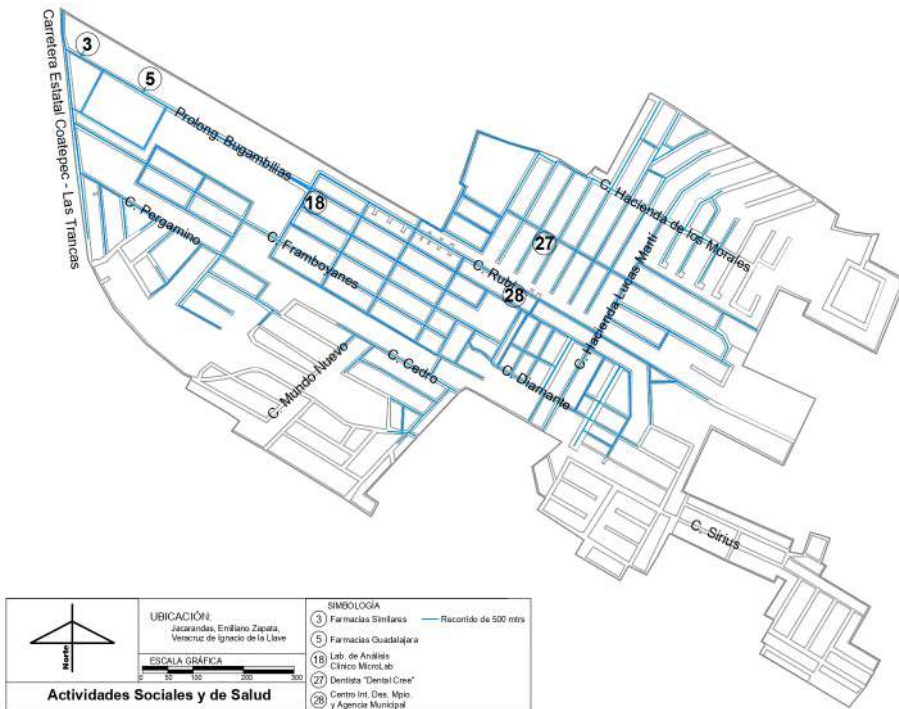 3
5
Carretera Estatal Coatepec - Las Trancas
Prolong. Bugambilias
18
C. Hacienda de los Morales
C. Pergamino
27
C. Framboyanes
C. Rubí
28
C. Hacienda Lucas Martí
C. Cedro
C. Mundo Nuevo
C. Diamante
C. Sirius
Norte
UBICACIÓN:
Jacarandas, Emiliano Zapata,
Veracruz de Ignacio de la Llave
ESCALA GRÁFICA
0 50 100 200 300
Actividades Sociales y de Salud
SIMBOLOGÍA
3 Farmacias Similares
Recorrido de 500 mtrs
5 Farmacias Guadalajara
18 Lab. de Análisis
Clínico MicroLab
27 Dentista "Dental Cree"
28 Centro Int. Des. Mpio.
y Agencia Municipal